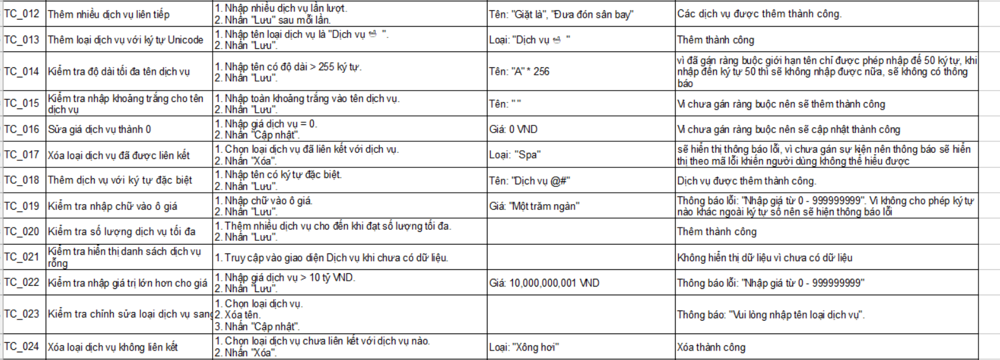 TC_012 Thêm nhiều dịch vụ liên tiếp
1. Nhập nhiều dịch vụ lần lượt.
2. Nhấn "Lưu" sau mỗi lần.
Tên: "Giặt là", "Đưa đón sân bay"
Các dịch vụ được thêm thành công.
TC_013 Thêm loại dịch vụ với ký tự Unicode
1. Nhập tên loại dịch vụ là "Dịch vụ 🛁 ".
2. Nhấn "Lưu".
Loại: "Dịch vụ 🛁 "
Thêm thành công
TC_014 Kiểm tra độ dài tối đa tên dịch vụ
1. Nhập tên có độ dài > 255 ký tự.
2. Nhấn "Lưu".
Tên: "A" * 256
vì đã gán ràng buộc giới hạn tên chỉ được phép nhập đế 50 ký tự, khi
nhập đến ký tự 50 thì sẽ không nhập được nữa, sẽ không có thông
báo
TC_015 Kiểm tra nhập khoảng trắng cho tên
dịch vụ
1. Nhập toàn khoảng trắng vào tên dịch vụ.
2. Nhấn "Lưu".
Tên: " "
Vì chưa gán ràng buộc nên sẽ thêm thành công
TC_016 Sửa giá dịch vụ thành 0
1. Nhập giá dịch vụ = 0.
2. Nhấn "Cập nhật".
Giá: 0 VND
Vì chưa gán ràng buộc nên sẽ cập nhật thành công
TC_017 Xóa loại dịch vụ đã được liên kết
1. Chọn loại dịch vụ đã liên kết với dịch vụ.
2. Nhấn "Xóa".
Loại: "Spa"
sẽ hiển thị thông báo lỗi, vì chưa gán sự kiện nên thông báo sẽ hiển
thị theo mã lỗi khiến người dùng không thể hiểu được
TC_018 Thêm dịch vụ với ký tự đặc biệt
1. Nhập tên có ký tự đặc biệt.
2. Nhấn "Lưu".
Tên: "Dịch vụ @#"
Dịch vụ được thêm thành công.
TC_019 Kiểm tra nhập chữ vào ô giá
1. Nhập chữ vào ô giá.
2. Nhấn "Lưu"
Giá: "Một trăm ngàn"
Thông báo lỗi: "Nhập giá từ 0 - 999999999". Vì không cho phép ký tự
nào khác ngoài ký tự số nên sẽ hiện thông báo lỗi
TC_020 Kiểm tra số lượng dịch vụ tối đa
1. Thêm nhiều dịch vụ cho đến khi đạt số lượng tối đa.
2. Nhấn "Lưu".
Thêm thành công
TC_021 Kiểm tra hiển thị danh sách dịch vụ
rỗng
1. Truy cập vào giao diện Dịch vụ khi chưa có dữ liệu.
Không hiển thị dữ liệu vì chưa có dữ liệu
TC_022 Kiểm tra nhập giá trị lớn hơn cho giá
1. Nhập giá dịch vụ > 10 tỷ VND.
2. Nhấn "Lưu".
Giá: 10,000,000,001 VND
Thông báo lỗi: "Nhập giá từ 0 - 999999999"
TC_023 Kiểm tra chỉnh sửa loại dịch vụ sang
1. Chọn loại dịch vụ.
2. Xóa tên.
3. Nhấn "Cập nhật".
Thông báo: "Vui lòng nhập tên loại dịch vụ".
TC_024 Xóa loại dịch vụ không liên kết
1. Chọn loại dịch vụ chưa liên kết với dịch vụ nào.
2. Nhấn "Xóa".
Loại: "Xông hơi"
Xóa thành công